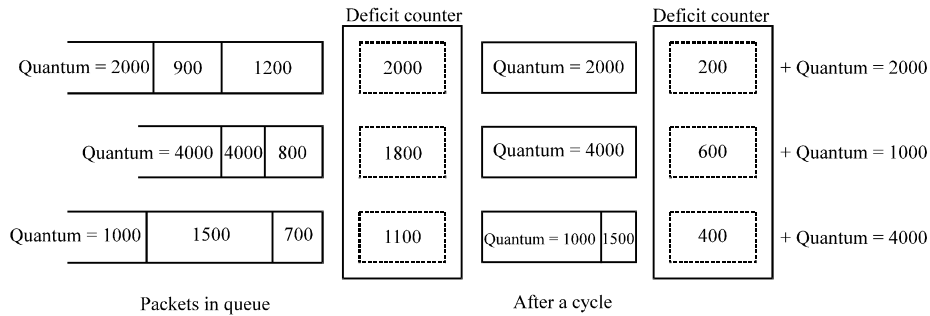 Deficit counter Deficit counter
Quantum = 2000 900 1200 2000 Quantum = 2000 200 + Quantum = 2000
Quantum = 4000 4000 800 1800 Quantum = 4000 600 + Quantum = 1000
Quantum = 1000 1500 700 1100 Quantum = 1000 1500 400 + Quantum = 4000
Packets in queue After a cycle